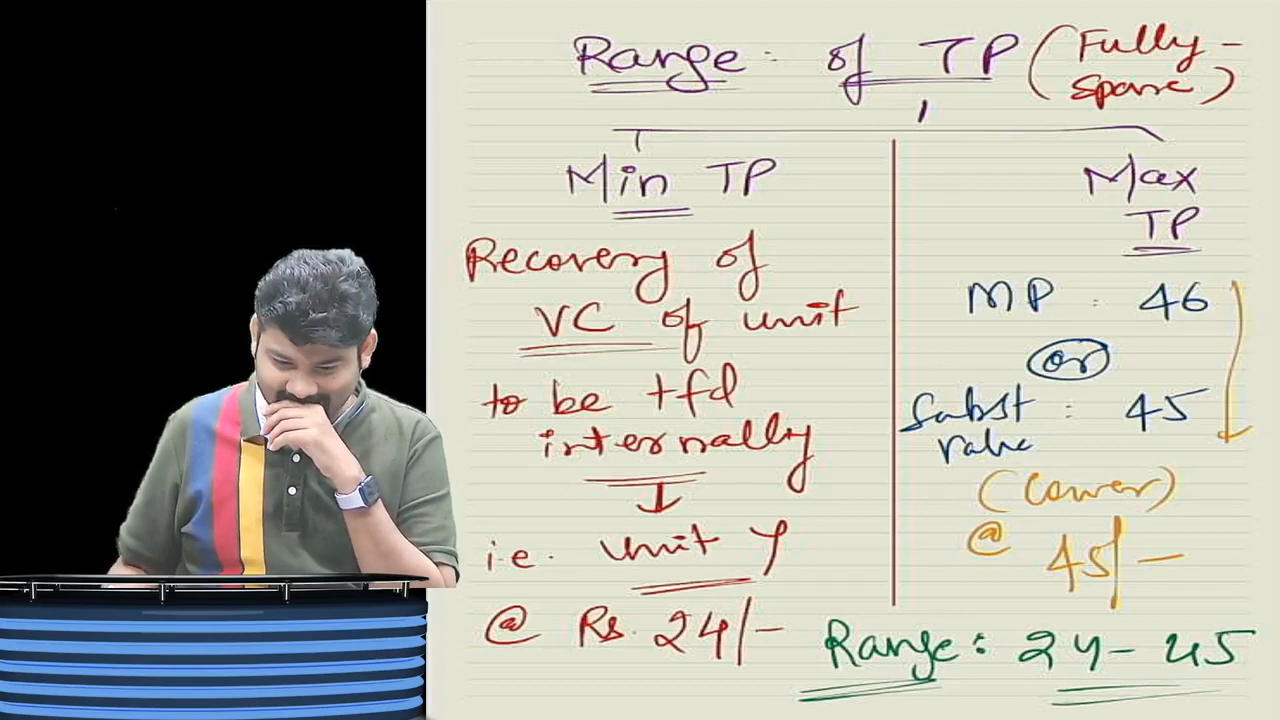 Range: of TP (Fully-
Spare)
Min TP
Recovery of
VC of unit
to be tfd
internally
i.e. Unit Y
@ Rs. 24/-
Max
TP
MP : 46
or
Subst : 45
value
(Lower)
@ 45/-
Range: 24-45